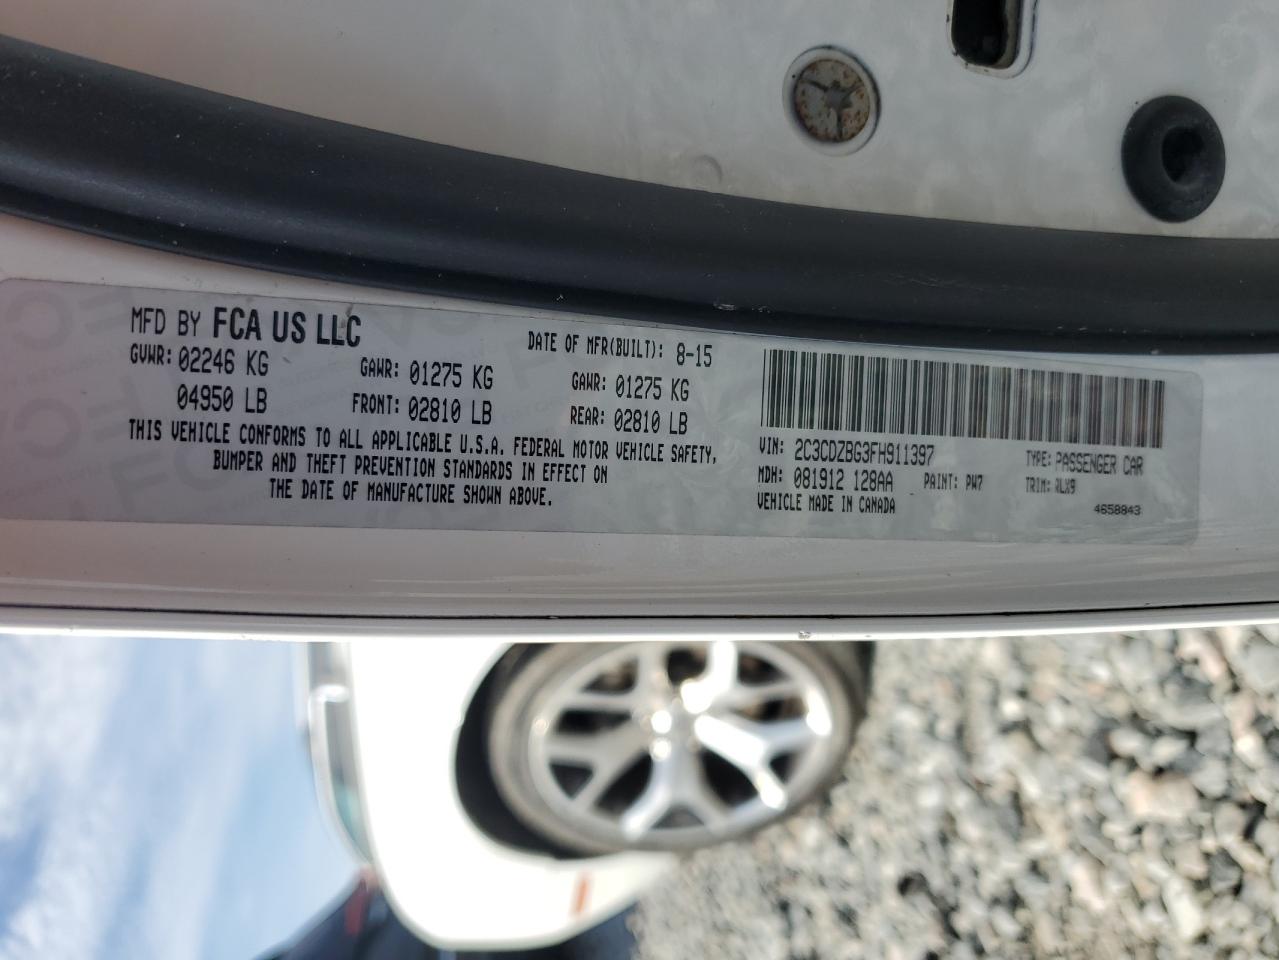 MFD BY FCA US LLC
DATE OF MFR(BUILT): 8-15
GVWR: 02246 KG GAWR: 01275 KG GAWR: 01275 KG
04950 LB FRONT: 02810 LB REAR: 02810 LB
THIS VEHICLE CONFORMS TO ALL APPLICABLE U.S.A. FEDERAL MOTOR VEHICLE SAFETY,
BUMPER AND THEFT PREVENTION STANDARDS IN EFFECT ON
THE DATE OF MANUFACTURE SHOWN ABOVE.
VIN: 2C3CDZBG3FH911397 TYPE: PASSENGER CAR
MDH: 081912 128AA PAINT: PW7 TRIM: RLX9
VEHICLE MADE IN CANADA 4658843